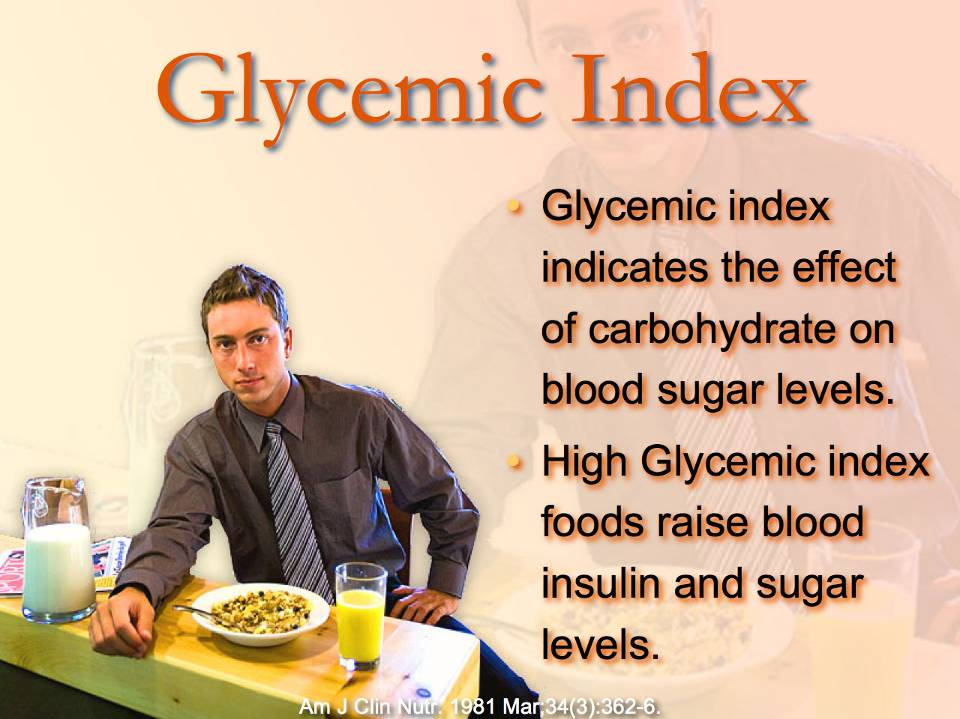 Glycemic Index
• Glycemic index
indicates the effect
of carbohydrate on
blood sugar levels.
• High Glycemic index
foods raise blood
insulin and sugar
levels.
Am J Clin Nutr. 1981 Mar;34(3):362-6.